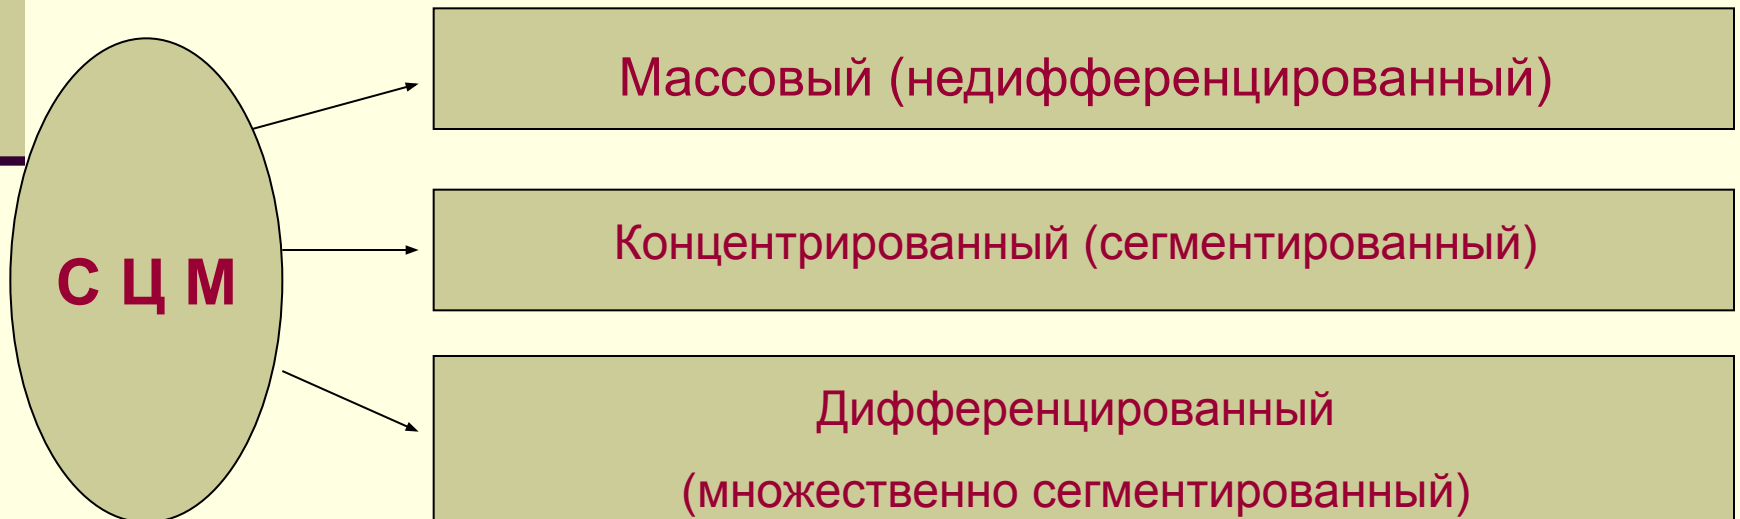 Массовый (недифференцированный)
Концентрированный (сегментированный)
С Ц М
Дифференцированный
(множественно сегментированный)